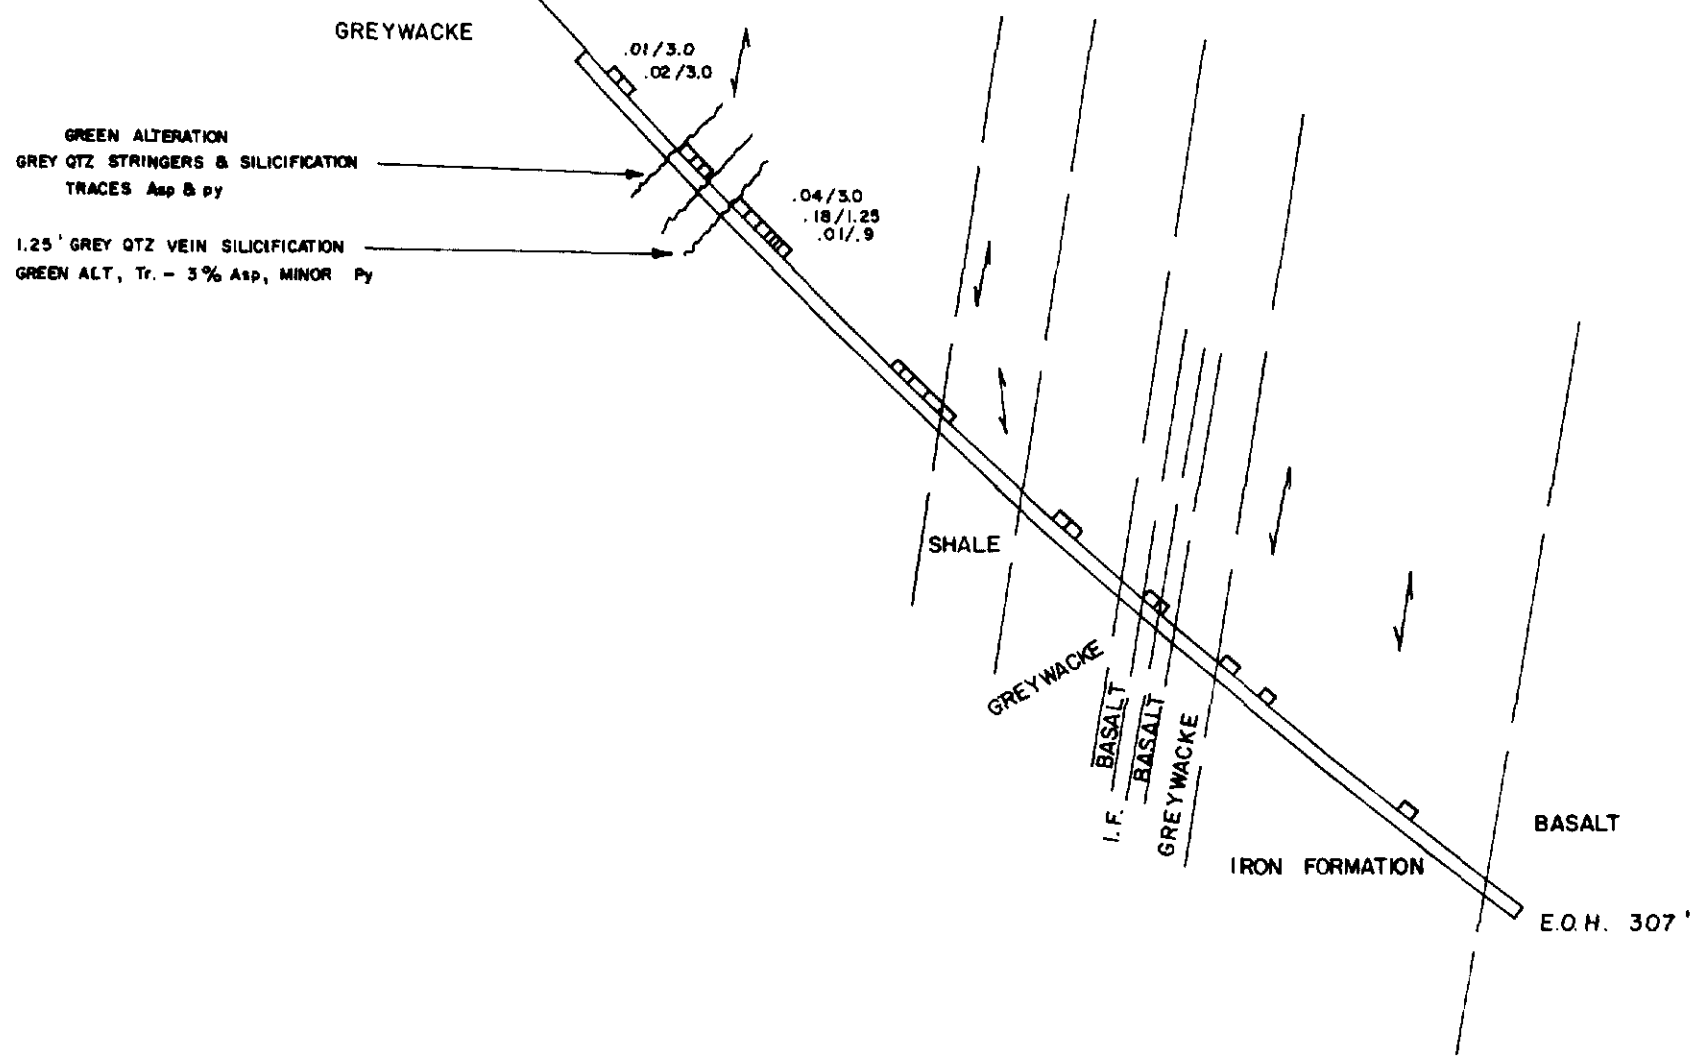 GREYWACKE
.01/3.0
.02/3.0
GREEN ALTERATION
GREY QTZ STRINGERS & SILICIFICATION
TRACES Asp & py
.04/3.0
.18/1.25
.01/.9
1.25' GREY QTZ VEIN SILICIFICATION
GREEN ALT, Tr. - 3% Asp, MINOR Py
SHALE
GREYWACKE
BASALT
I.F.
BASALT
GREYWACKE
IRON FORMATION
BASALT
E.O.H. 307'